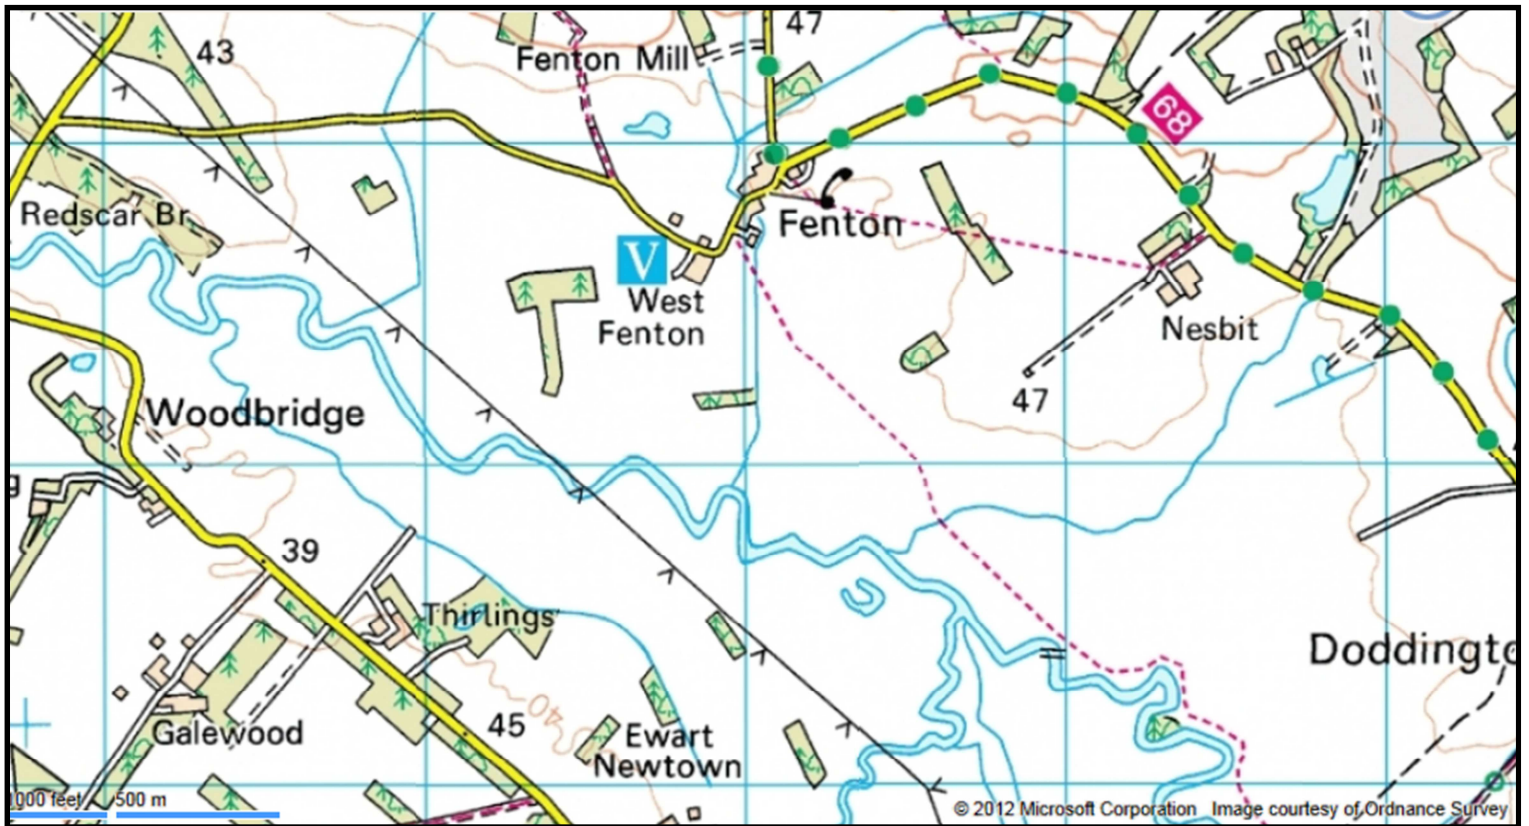 47
43
Fenton Mill
68
Redscar Br
Fenton
V
West
Fenton
Nesbit
47
Woodbridge
g
39
Thirlings
Doddingto
40
45
Galewood
Ewart
Newtown
1000 feet 500 m
© 2012 Microsoft Corporation Image courtesy of Ordnance Survey